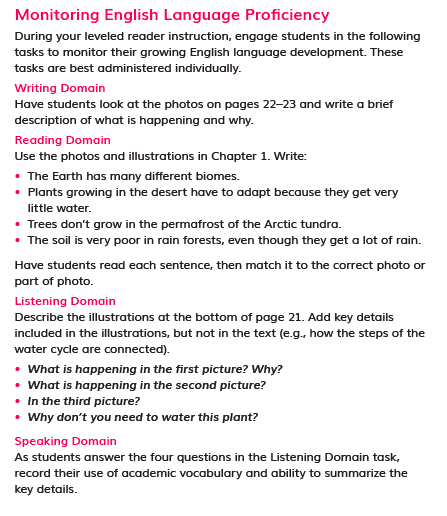 Monitoring English Language Proficiency
During your leveled reader instruction, engage students in the following
tasks to monitor their growing English language development. These
tasks are best administered individually.
Writing Domain
Have students look at the photos on pages 22–23 and write a brief
description of what is happening and why.
Reading Domain
Use the photos and illustrations in Chapter 1. Write:
• The Earth has many different biomes.
• Plants growing in the desert have to adapt because they get very
little water.
• Trees don’t grow in the permafrost of the Arctic tundra.
• The soil is very poor in rain forests, even though they get a lot of rain.
Have students read each sentence, then match it to the correct photo or
part of photo.
Listening Domain
Describe the illustrations at the bottom of page 21. Add key details
included in the illustrations, but not in the text (e.g., how the steps of the
water cycle are connected).
• What is happening in the first picture? Why?
• What is happening in the second picture?
• In the third picture?
• Why don’t you need to water this plant?
Speaking Domain
As students answer the four questions in the Listening Domain task,
record their use of academic vocabulary and ability to summarize the
key details.